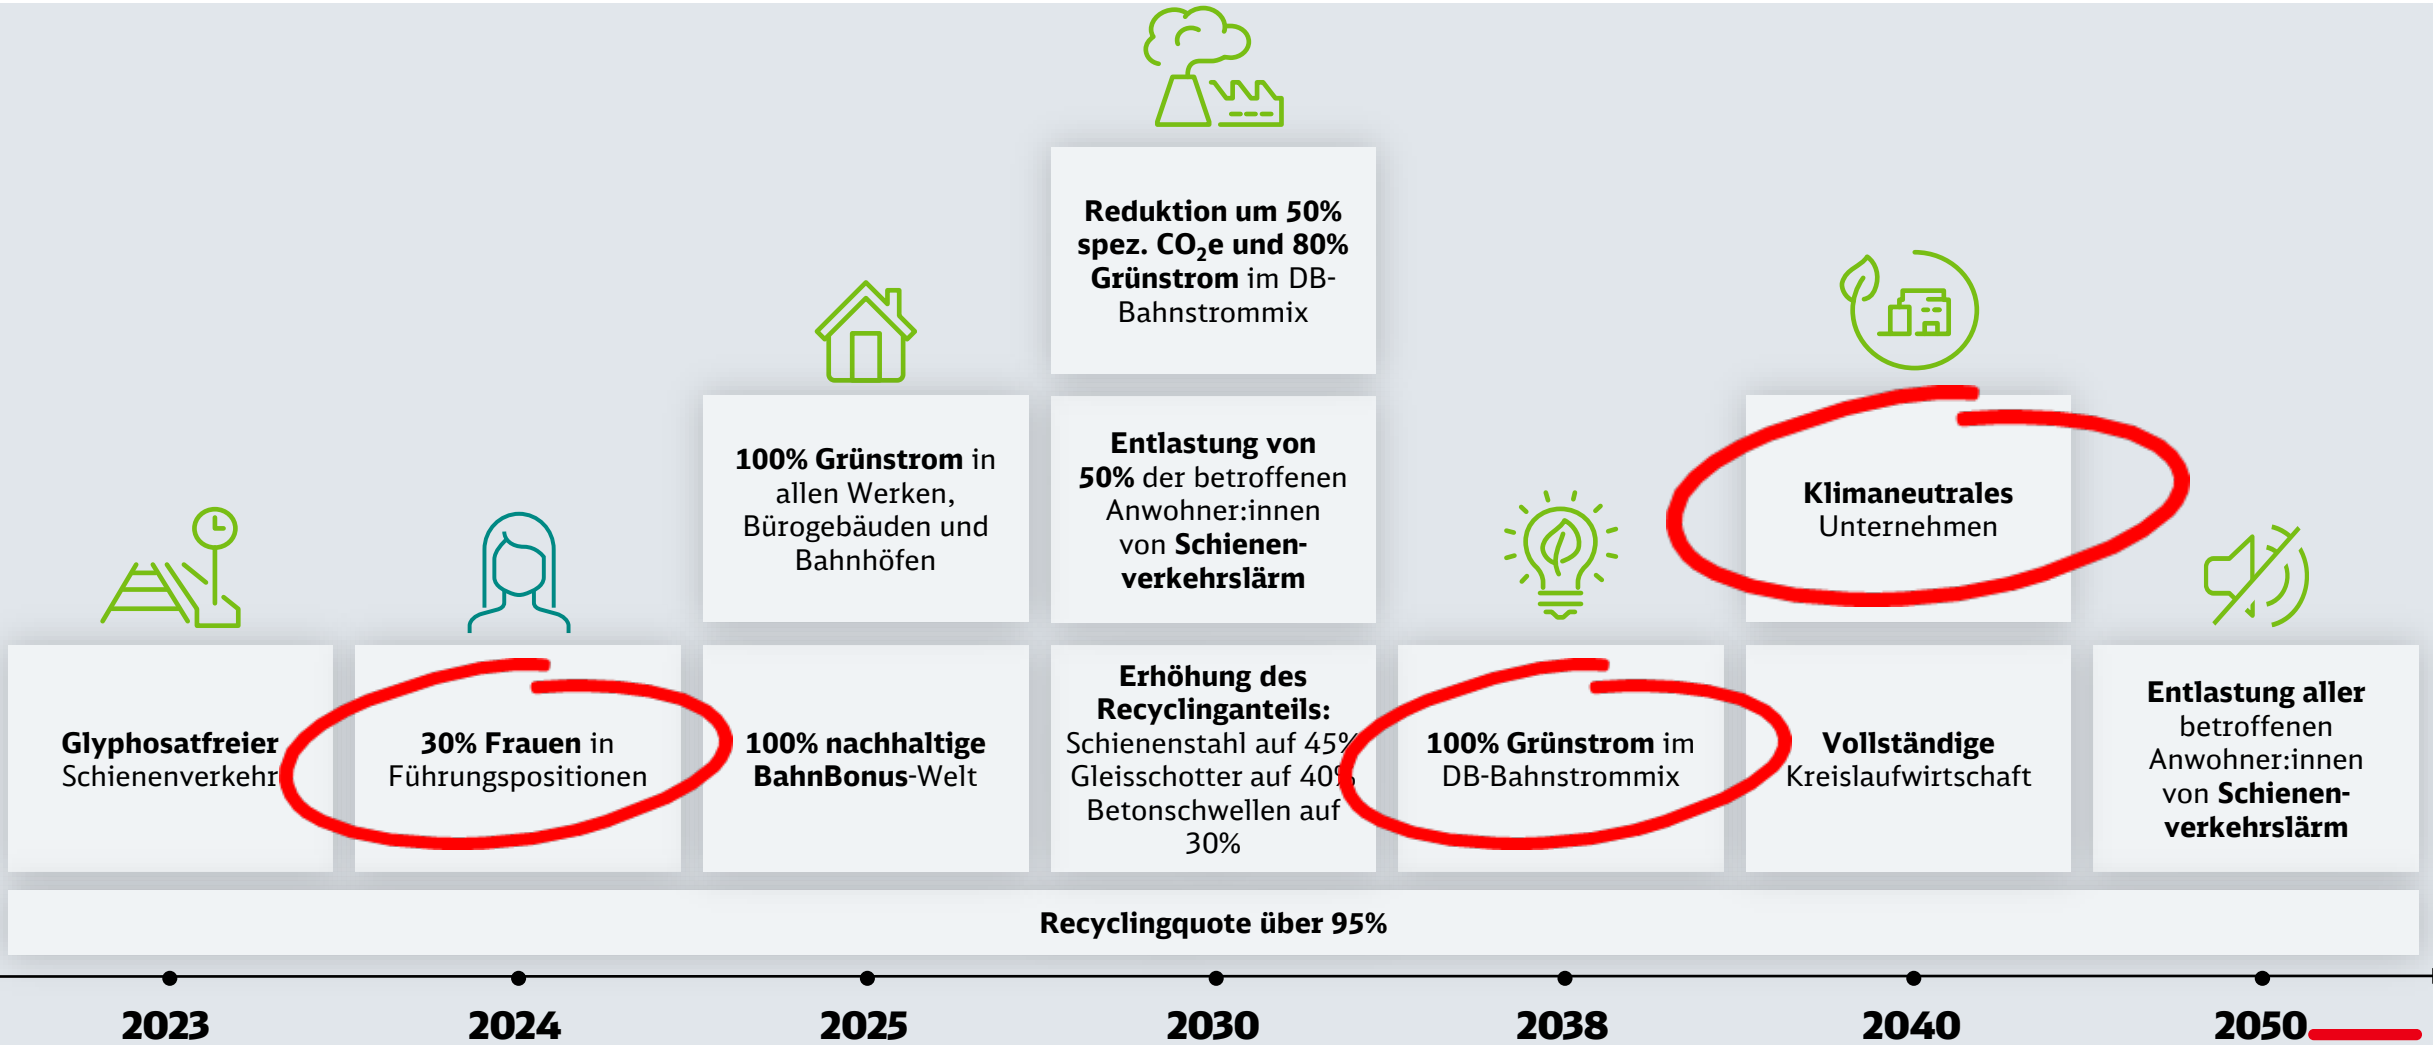 Glyphosatfreier
Schienenverkehr
30% Frauen in
Führungspositionen
100% Grünstrom in
allen Werken,
Bürogebäuden und
Bahnhöfen
100% nachhaltige
BahnBonus-Welt
Reduktion um 50%
spez. CO₂e und 80%
Grünstrom im DB-
Bahnstrommix
Entlastung von
50% der betroffenen
Anwohner:innen
von Schienen-
verkehrslärm
Erhöhung des
Recyclinganteils:
Schienenstahl auf 45%
Gleisschotter auf 40%
Betonschwellen auf
30%
100% Grünstrom im
DB-Bahnstrommix
Klimaneutrales
Unternehmen
Vollständige
Kreislaufwirtschaft
Entlastung aller
betroffenen
Anwohner:innen
von Schienen-
verkehrslärm
Recyclingquote über 95%
2023 2024 2025 2030 2038 2040 2050